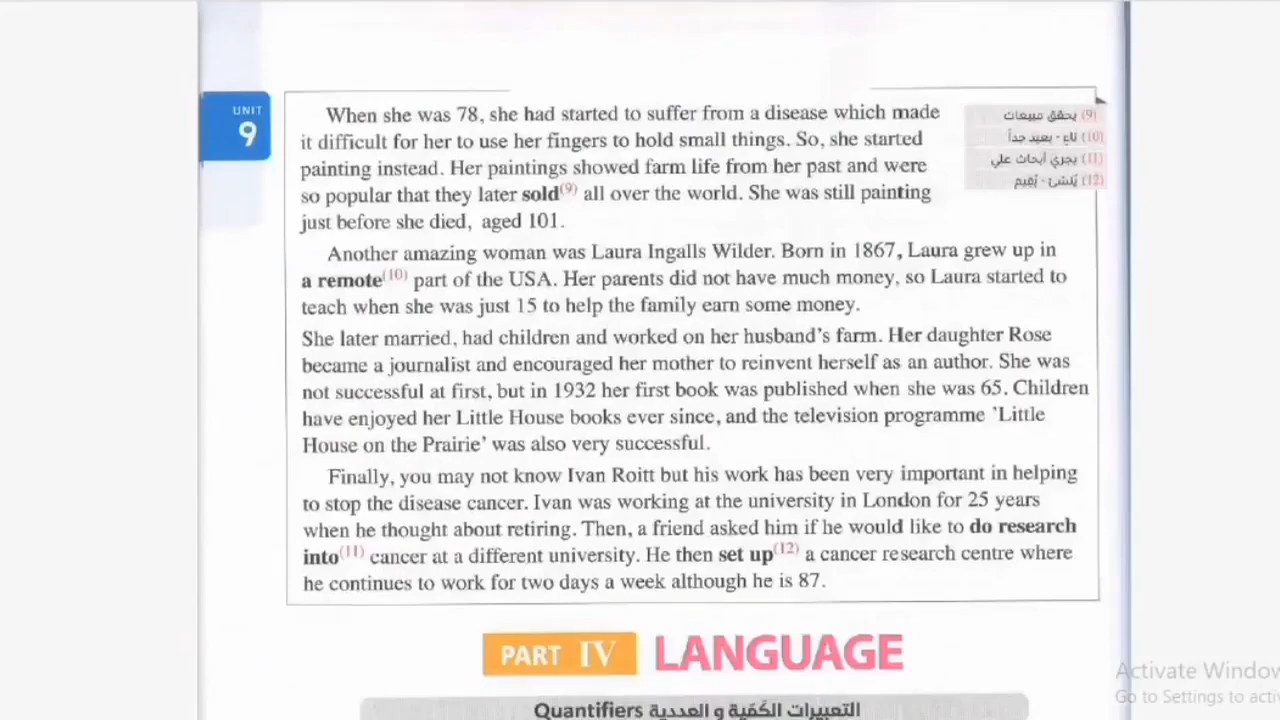 UNIT
9
When she was 78, she had started to suffer from a disease which made
it difficult for her to use her fingers to hold small things. So, she started
painting instead. Her paintings showed farm life from her past and were
so popular that they later sold(9) all over the world. She was still painting
just before she died, aged 101.
(9) يحقق مبيعات
(10) ناءٍ - بعيد جداً
(11) يجري أبحاث علي
(12) يُنشئ - يُقيم
Another amazing woman was Laura Ingalls Wilder. Born in 1867, Laura grew up in
a remote(10) part of the USA. Her parents did not have much money, so Laura started to
teach when she was just 15 to help the family earn some money.
She later married, had children and worked on her husband's farm. Her daughter Rose
became a journalist and encouraged her mother to reinvent herself as an author. She was
not successful at first, but in 1932 her first book was published when she was 65. Children
have enjoyed her Little House books ever since, and the television programme 'Little
House on the Prairie' was also very successful.
Finally, you may not know Ivan Roitt but his work has been very important in helping
to stop the disease cancer. Ivan was working at the university in London for 25 years
when he thought about retiring. Then, a friend asked him if he would like to do research
into(11) cancer at a different university. He then set up(12) a cancer research centre where
he continues to work for two days a week although he is 87.
PART IV LANGUAGE
Quantifiers التعبيرات الكَمّية و العددية
Activate Window
Go to Settings to acti